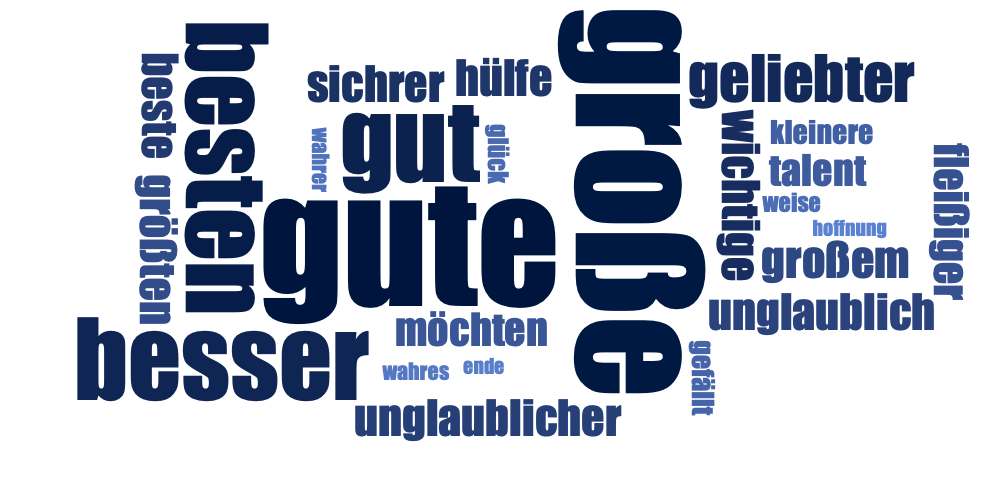 besten
beste
größten
sichrer
hülfe
wahrer
gut
glück
gute
große
geliebter
wichtige
kleinere
talent
weise
hoffnung
großem
fleißiger
unglaublich
besser
möchten
wahres
ende
gefällt
unglaublicher